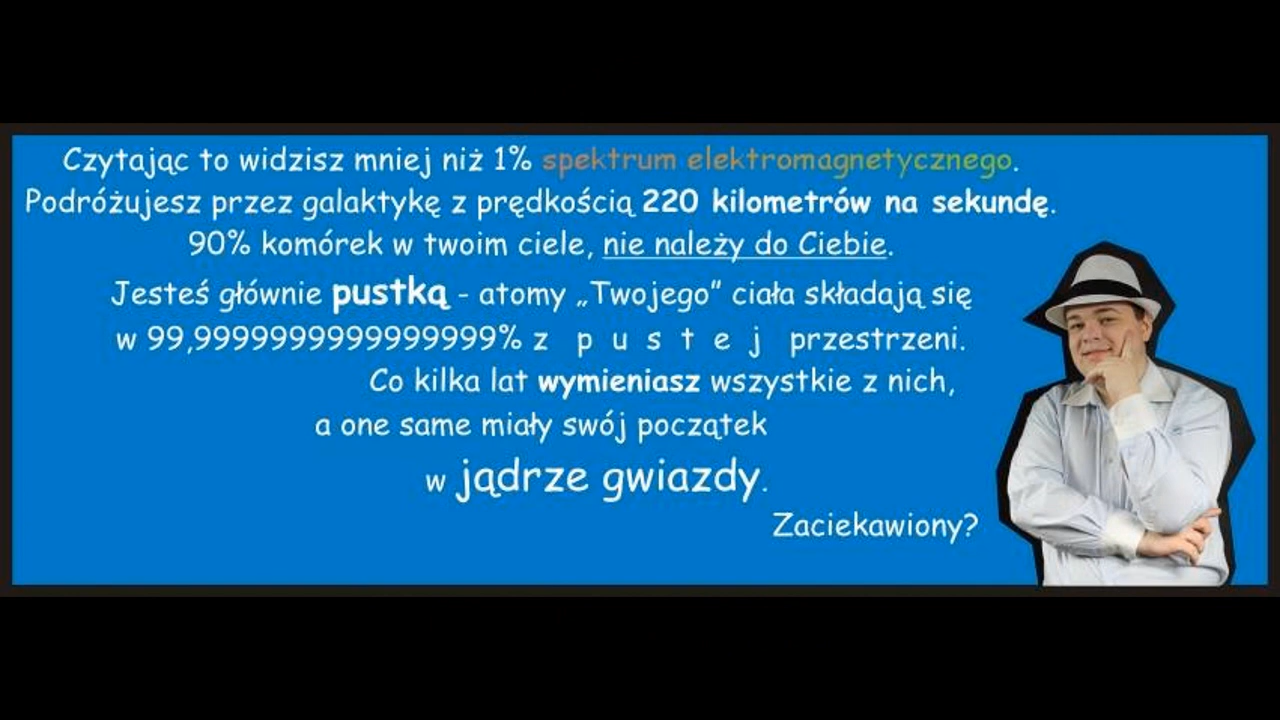 Czytając to widzisz mniej niż 1% spektrum elektromagnetycznego.
Podróżujesz przez galaktykę z prędkością 220 kilometrów na sekundę.
90% komórek w twoim ciele, nie należy do Ciebie.
Jesteś głównie pustką - atomy „Twojego” ciała składają się
w 99,9999999999999999% z p u s t e j przestrzeni.
Co kilka lat wymieniasz wszystkie z nich,
a one same miały swój początek
w jądrze gwiazdy.
Zaciekawiony?